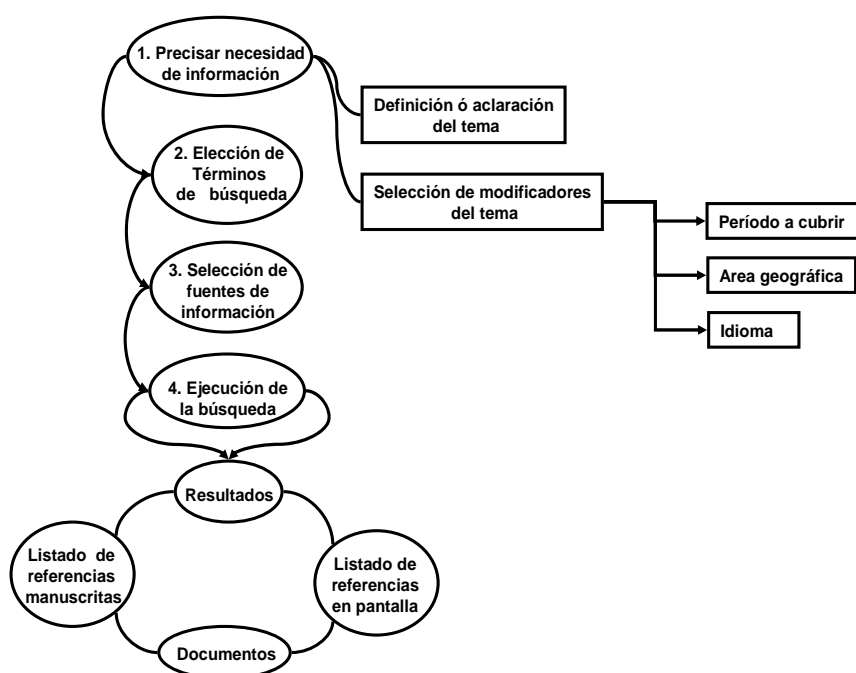 1. Precisar necesidad
de información
Definición ó aclaración
del tema
2. Elección de
Términos
de búsqueda
Selección de modificadores
del tema
Período a cubrir
Area geográfica
Idioma
3. Selección de
fuentes de
información
4. Ejecución de
la búsqueda
Resultados
Listado de
referencias
manuscritas
Listado de
referencias
en pantalla
Documentos